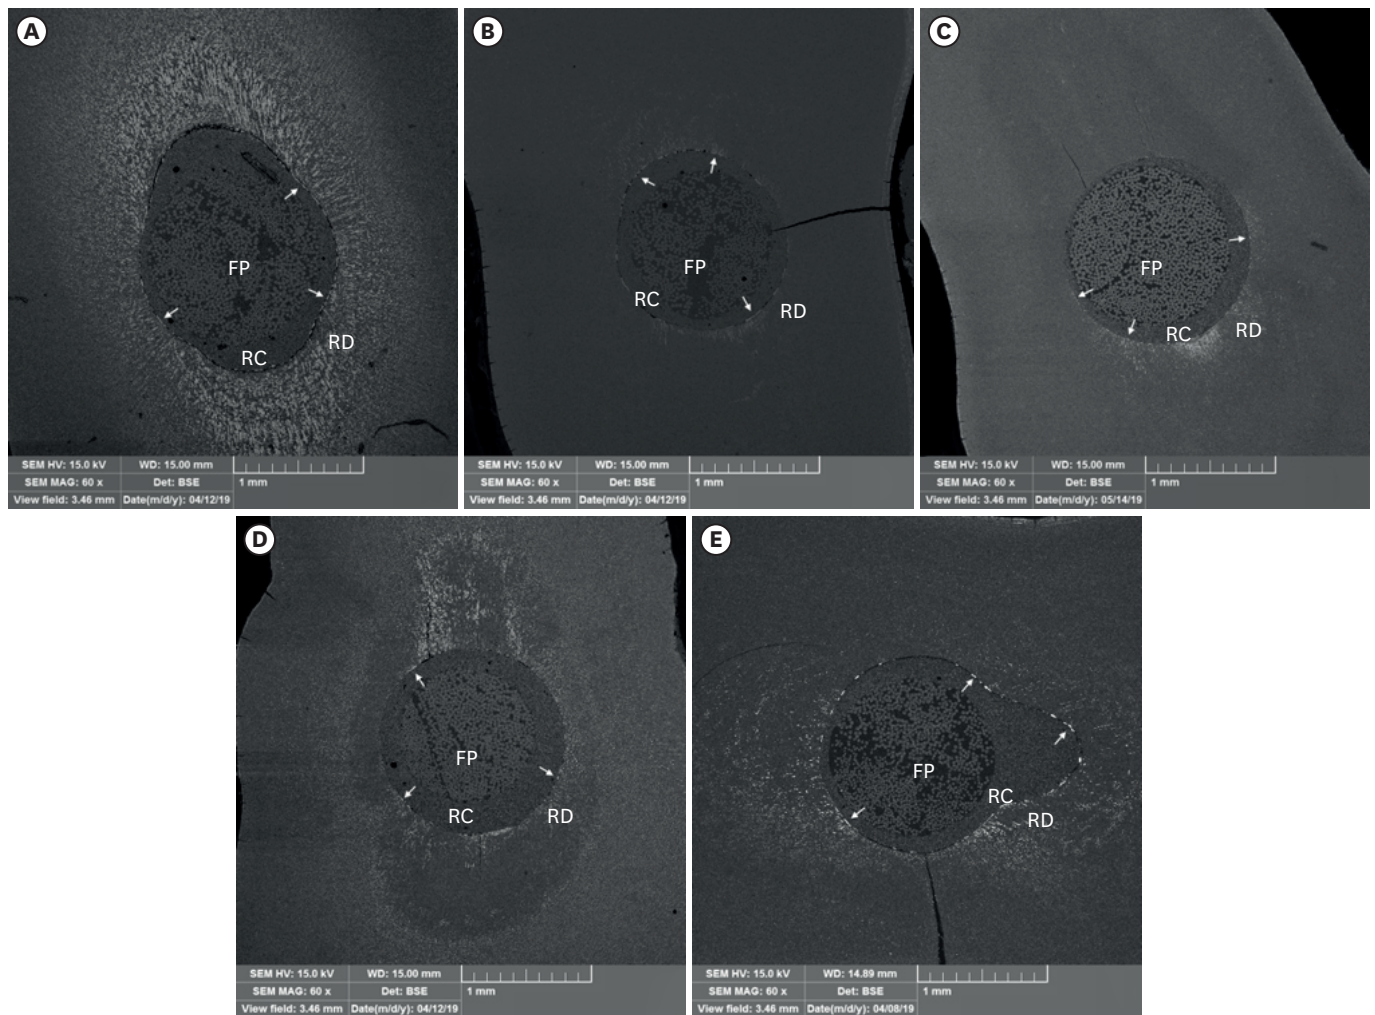 A
FP
RC
RD
SEM HV: 15.0 kV WD: 15.00 mm
SEM MAG: 60 x Det: BSE 1 mm
View field: 3.46 mm Date(m/d/y): 04/12/19
B
FP
RC
RD
SEM HV: 15.0 kV WD: 15.00 mm
SEM MAG: 60 x Det: BSE 1 mm
View field: 3.46 mm Date(m/d/y): 04/12/19
C
FP
RC
RD
SEM HV: 15.0 kV WD: 15.00 mm
SEM MAG: 60 x Det: BSE 1 mm
View field: 3.46 mm Date(m/d/y): 05/14/19
D
FP
RC
RD
SEM HV: 15.0 kV WD: 15.00 mm
SEM MAG: 60 x Det: BSE 1 mm
View field: 3.46 mm Date(m/d/y): 04/12/19
E
FP
RC
RD
SEM HV: 15.0 kV WD: 14.89 mm
SEM MAG: 60 x Det: BSE 1 mm
View field: 3.46 mm Date(m/d/y): 04/08/19